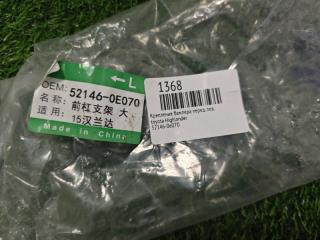 ←L
OEM: 52146-0E070
名称: 前杠支架 大
适用: 15汉兰达
Made in China
1368
Крепление бампера перед лев
toyota Highlander
52146-0e070